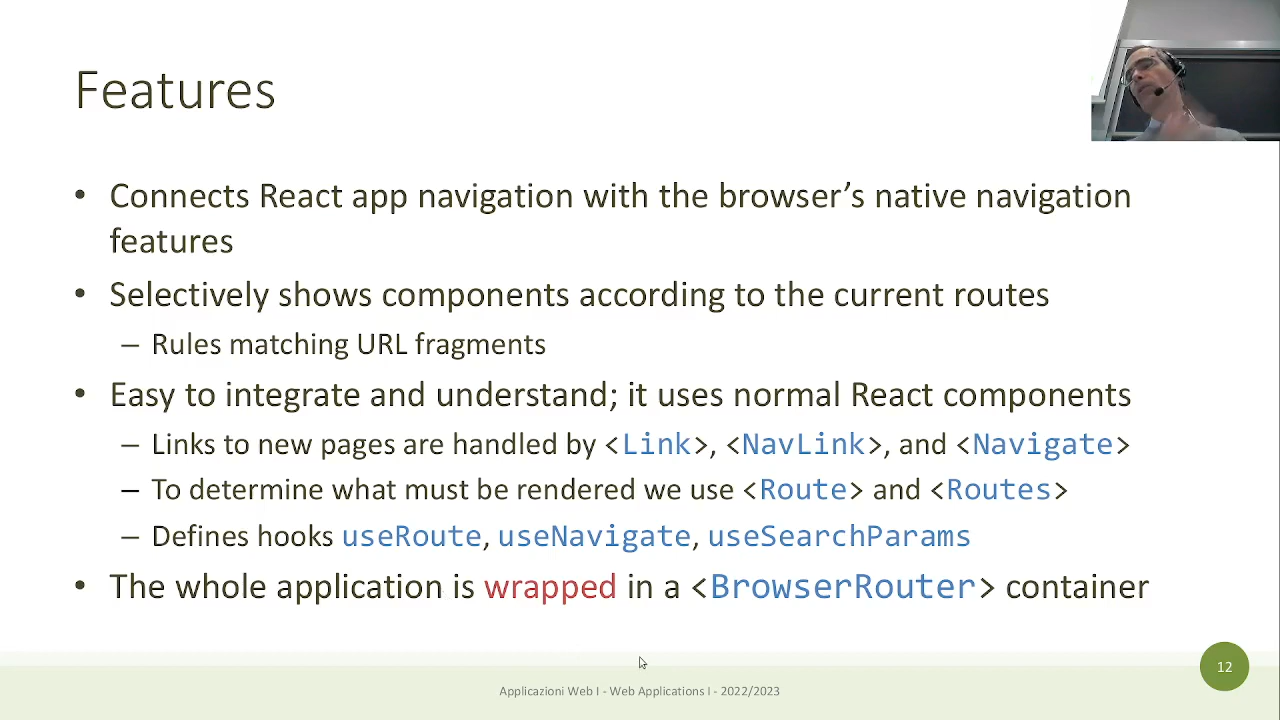 Features
• Connects React app navigation with the browser’s native navigation
features
• Selectively shows components according to the current routes
– Rules matching URL fragments
• Easy to integrate and understand; it uses normal React components
– Links to new pages are handled by <Link>, <NavLink>, and <Navigate>
– To determine what must be rendered we use <Route> and <Routes>
– Defines hooks useRoute, useNavigate, useSearchParams
• The whole application is wrapped in a <BrowserRouter> container
12
Applicazioni Web I - Web Applications I - 2022/2023